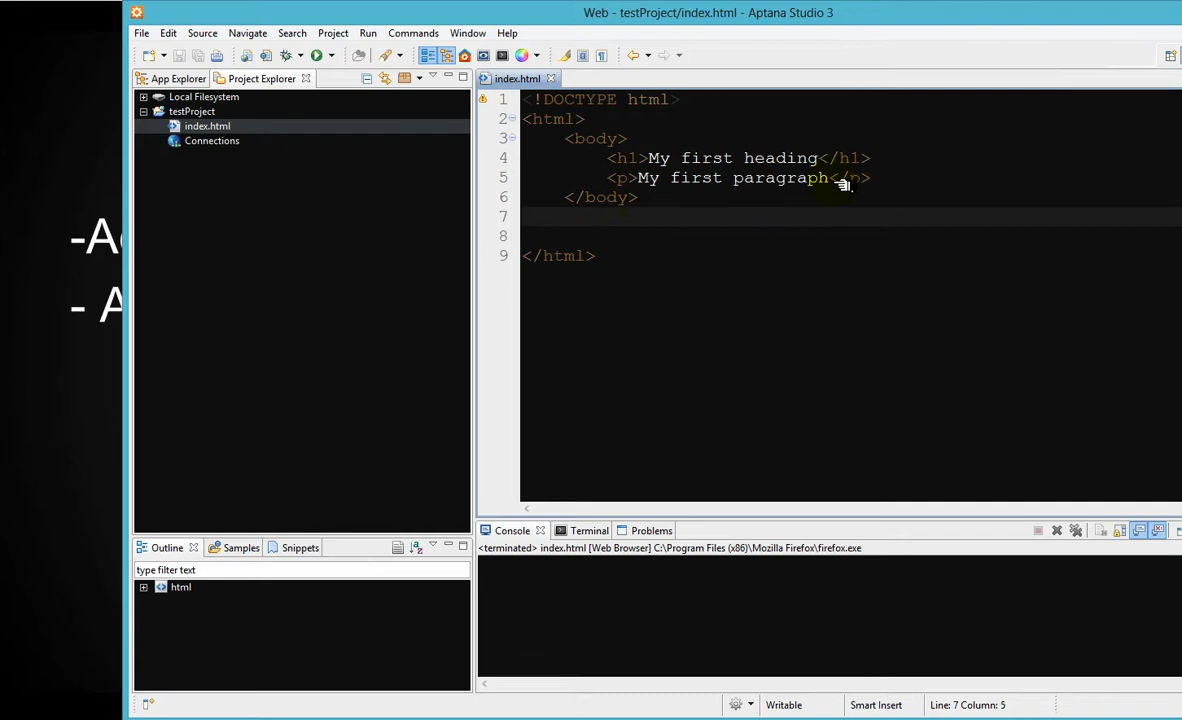 Web - testProject/index.html - Aptana Studio 3
File Edit Source Navigate Search Project Run Commands Window Help
App Explorer Project Explorer
index.html
Local Filesystem
testProject
index.html
Connections
1 <!DOCTYPE html>
2 <html>
3 <body>
4 <h1>My first heading</h1>
5 <p>My first paragraph</p>
6 </body>
7
8
9 </html>
- A
Console Terminal Problems
<terminated> index.html [Web Browser] C:\Program Files (x86)\Mozilla Firefox\firefox.exe
Outline Samples Snippets
type filter text
html
Writable Smart Insert Line: 7 Column: 5